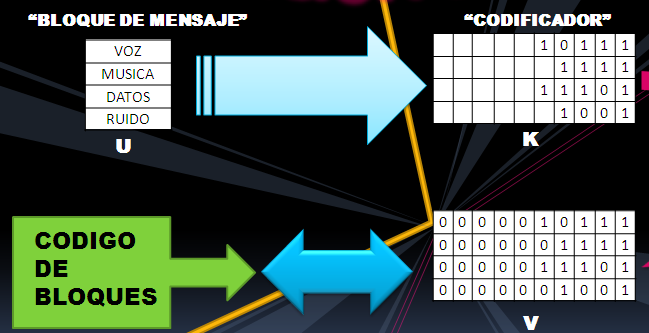 “BLOQUE DE MENSAJE”
“CODIFICADOR”
VOZ
MUSICA
DATOS
RUIDO
U
1 0 1 1 1
1 1 1 1
1 1 1 0 1
1 0 0 1
K
CODIGO
DE
BLOQUES
0 0 0 0 0 1 0 1 1 1
0 0 0 0 0 0 1 1 1 1
0 0 0 0 0 1 1 1 0 1
0 0 0 0 0 0 1 0 0 1
V